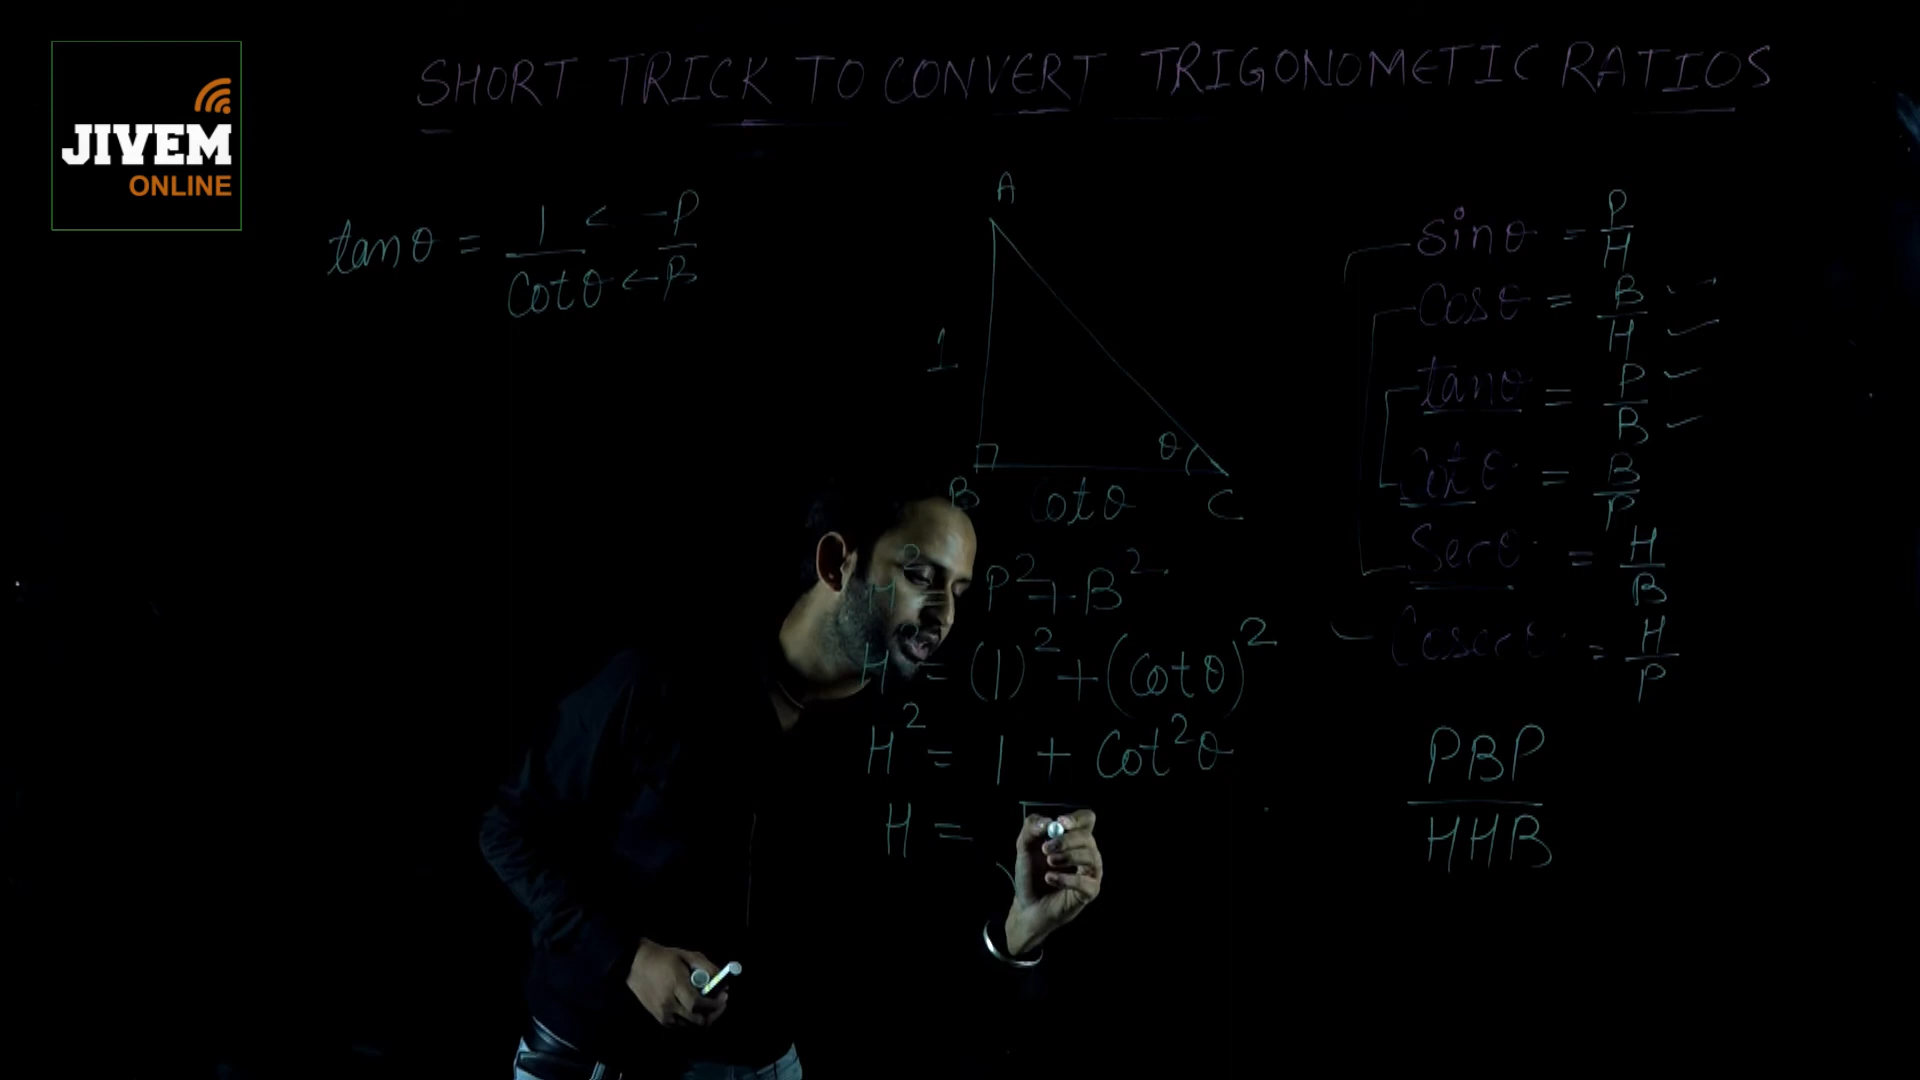 SHORT TRICK TO CONVERT TRIGONOMETIC RATIOS
JIVEM
ONLINE
tanθ = 1/Cotθ ← P/B
A
1
B
Cotθ
θ
C
H² = P² + B²
H² = (1)² + (Cotθ)²
H² = 1 + Cot²θ
H = √
sinθ = P/H
Cosθ = B/H
tanθ = P/B
Cotθ = B/P
Secθ = H/B
Cosecθ = H/P
PBP
HHB